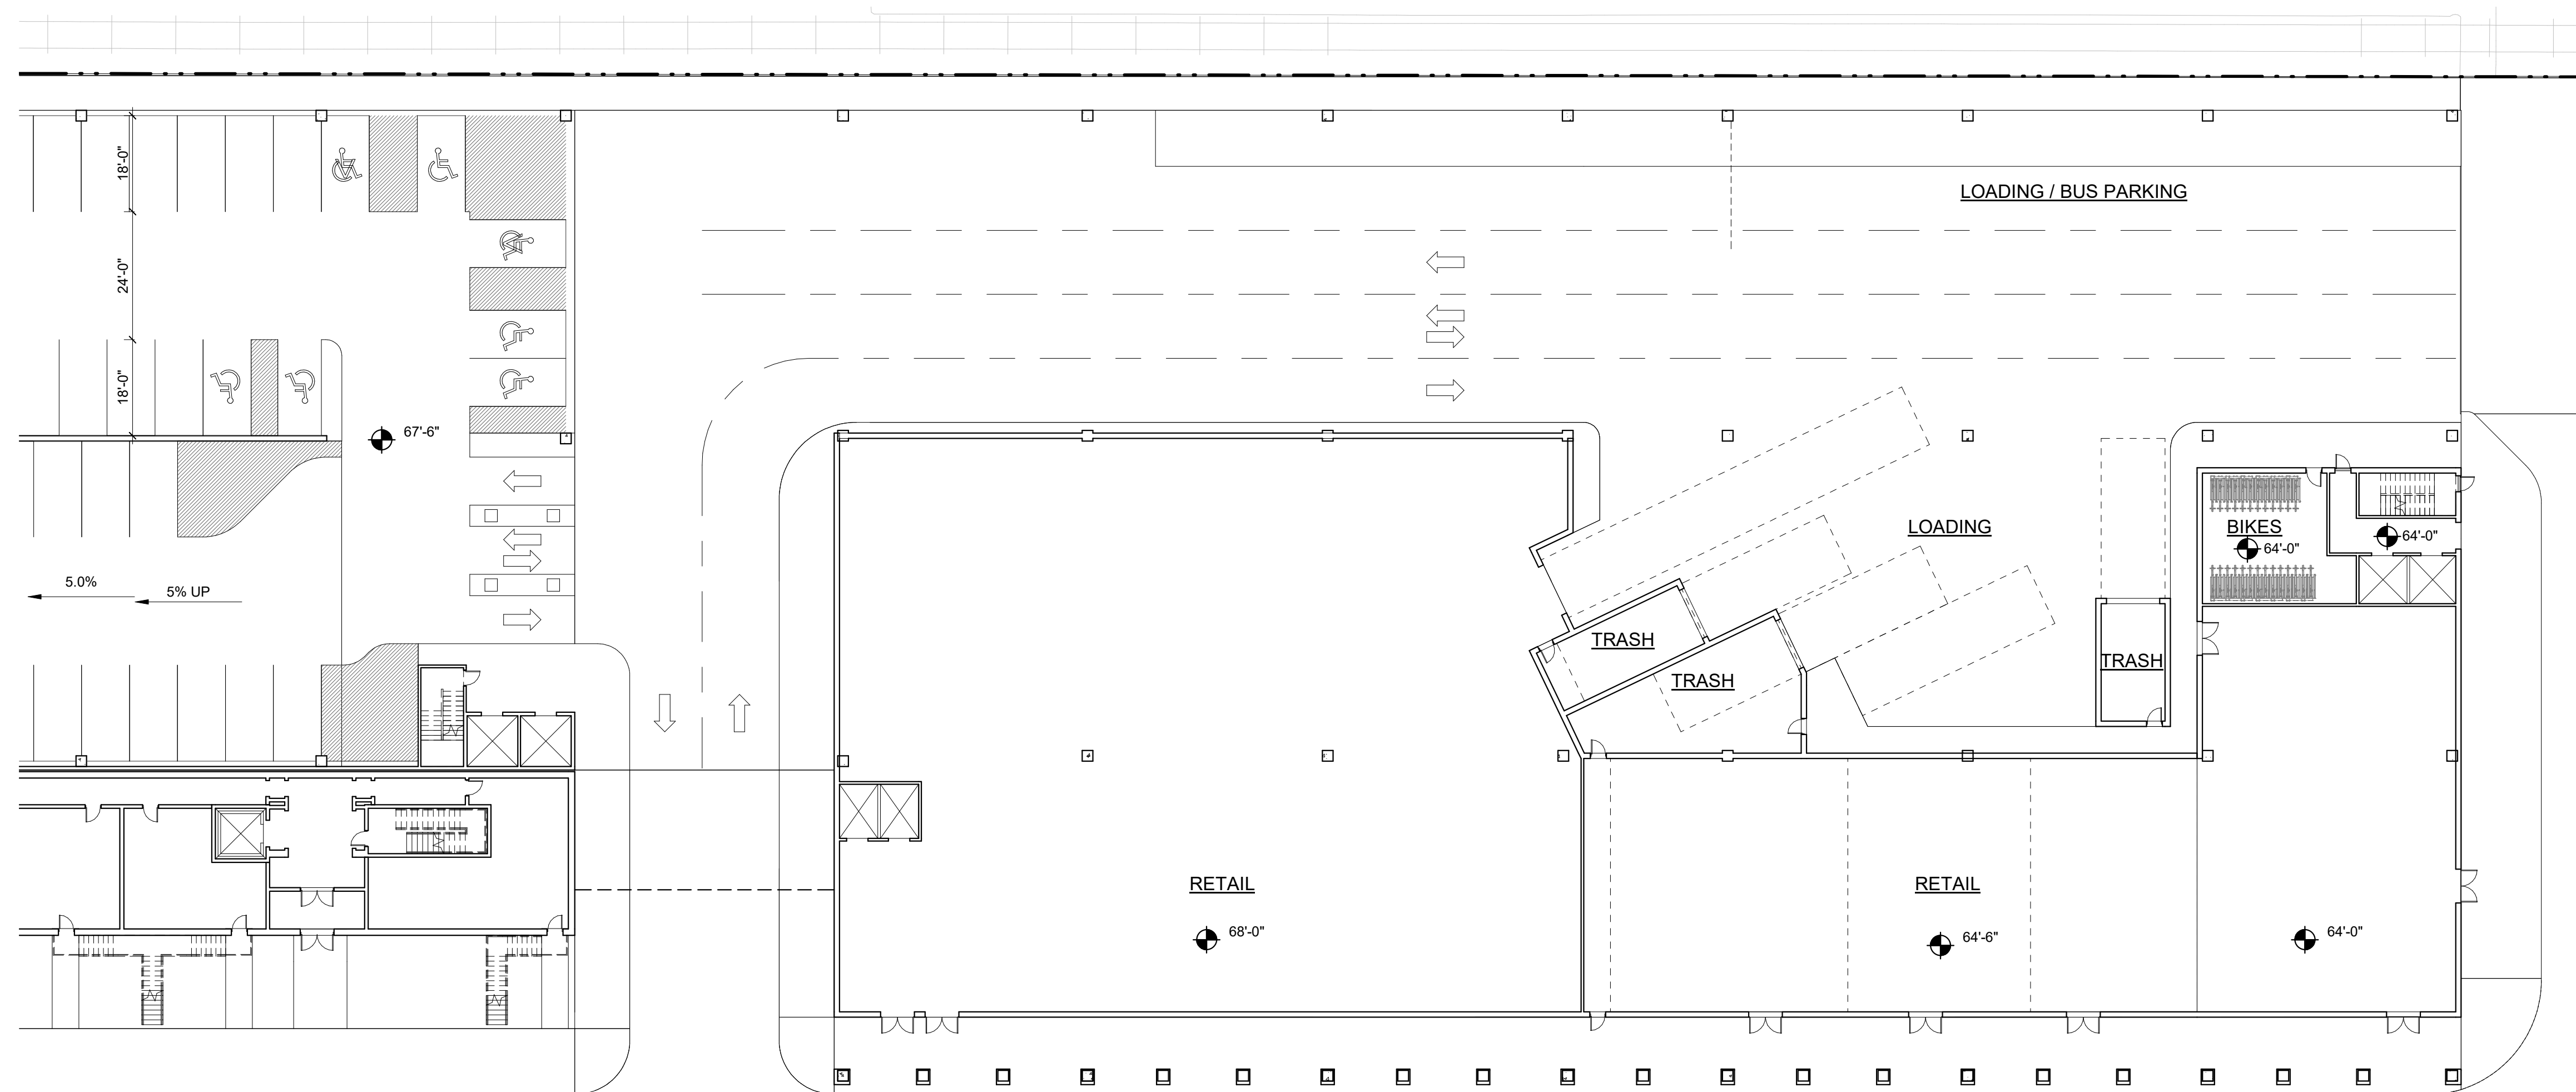 18'-0"
LOADING / BUS PARKING
24'-0"
18'-0"
67'-6"
LOADING
BIKES
64'-0"
64'-0"
5.0%
5% UP
TRASH
TRASH
TRASH
RETAIL
RETAIL
68'-0"
64'-6"
64'-0"